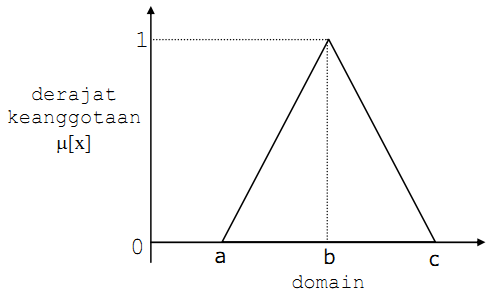 1
derajat
keanggotaan
μ[x]
0
a b c
domain